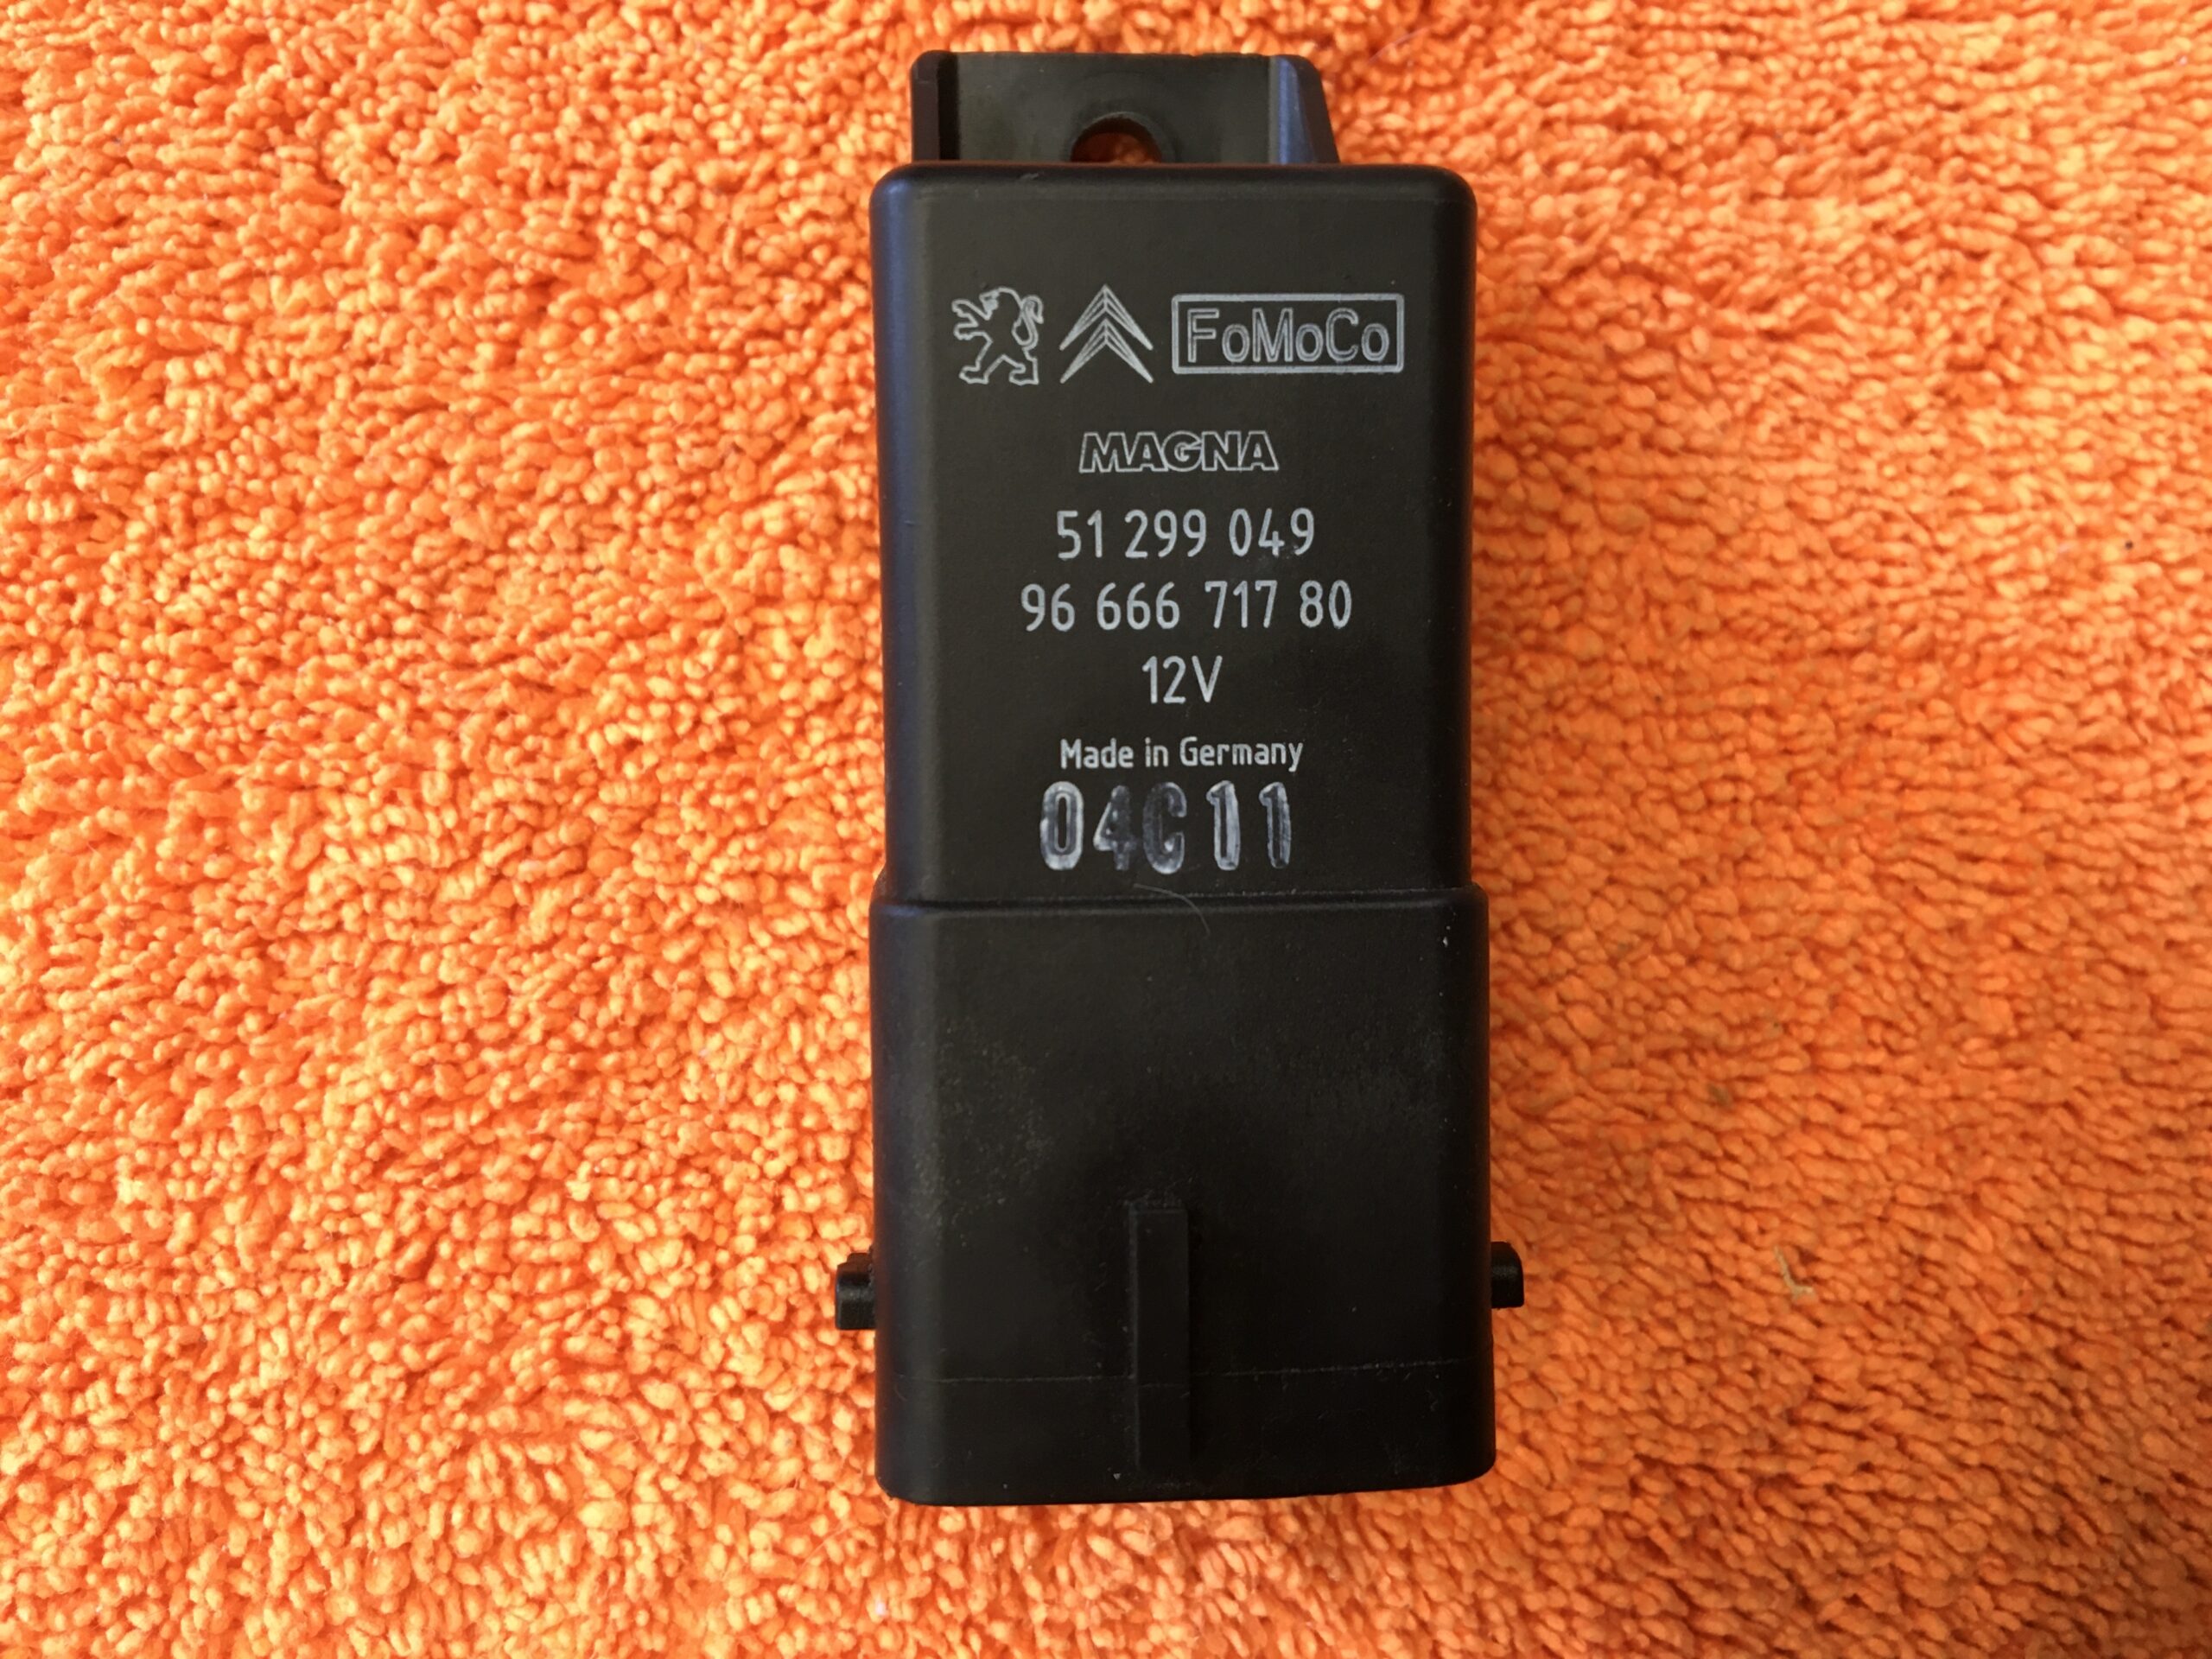 FoMoCo
MAGNA
51 299 049
96 666 717 80
12V
Made in Germany
04C11